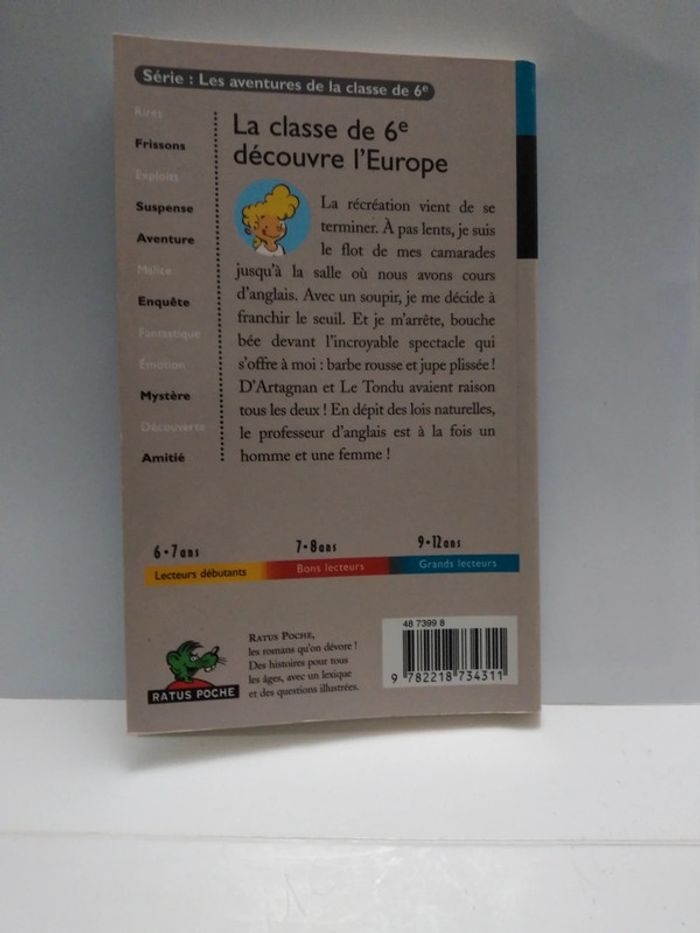 Série : Les aventures de la classe de 6e
Rires
Frissons
Exploits
Suspense
Aventure
Malice
Enquête
Fantastique
Émotion
Mystère
Découverte
Amitié
La classe de 6e
découvre l'Europe
La récréation vient de se
terminer. À pas lents, je suis
le flot de mes camarades
jusqu'à la salle où nous avons cours
d'anglais. Avec un soupir, je me décide à
franchir le seuil. Et je m'arrête, bouche
bée devant l'incroyable spectacle qui
s'offre à moi : barbe rousse et jupe plissée !
D'Artagnan et Le Tondu avaient raison
tous les deux ! En dépit des lois naturelles,
le professeur d'anglais est à la fois un
homme et une femme !
6•7 ans
7•8 ans
9•12 ans
Lecteurs débutants
Bons lecteurs
Grands lecteurs
RATUS POCHE
RATUS POCHE,
les romans qu'on dévore !
Des histoires pour tous
les âges, avec un lexique
et des questions illustrées.
48 7399 8
9 782218 734311